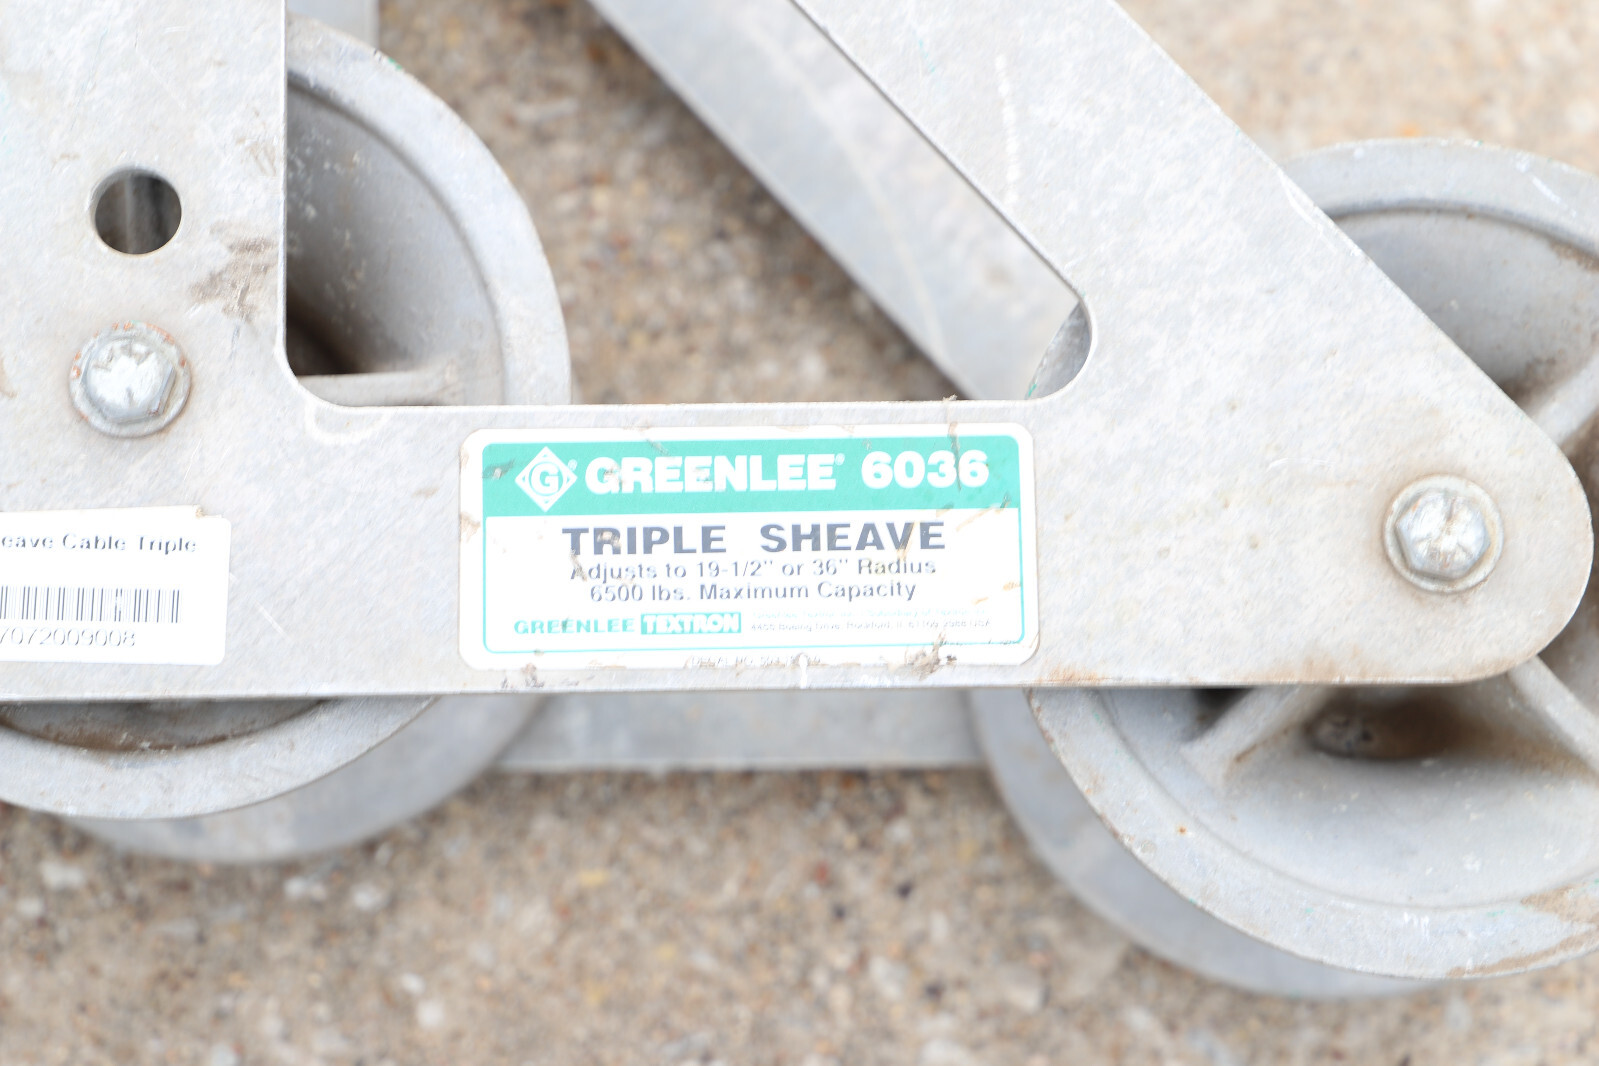 G GREENLEE 6036
TRIPLE SHEAVE
Adjusts to 19-1/2" or 36" Radius
6500 lbs. Maximum Capacity
GREENLEE TEXTRON
eave Cable Triple
7072009008